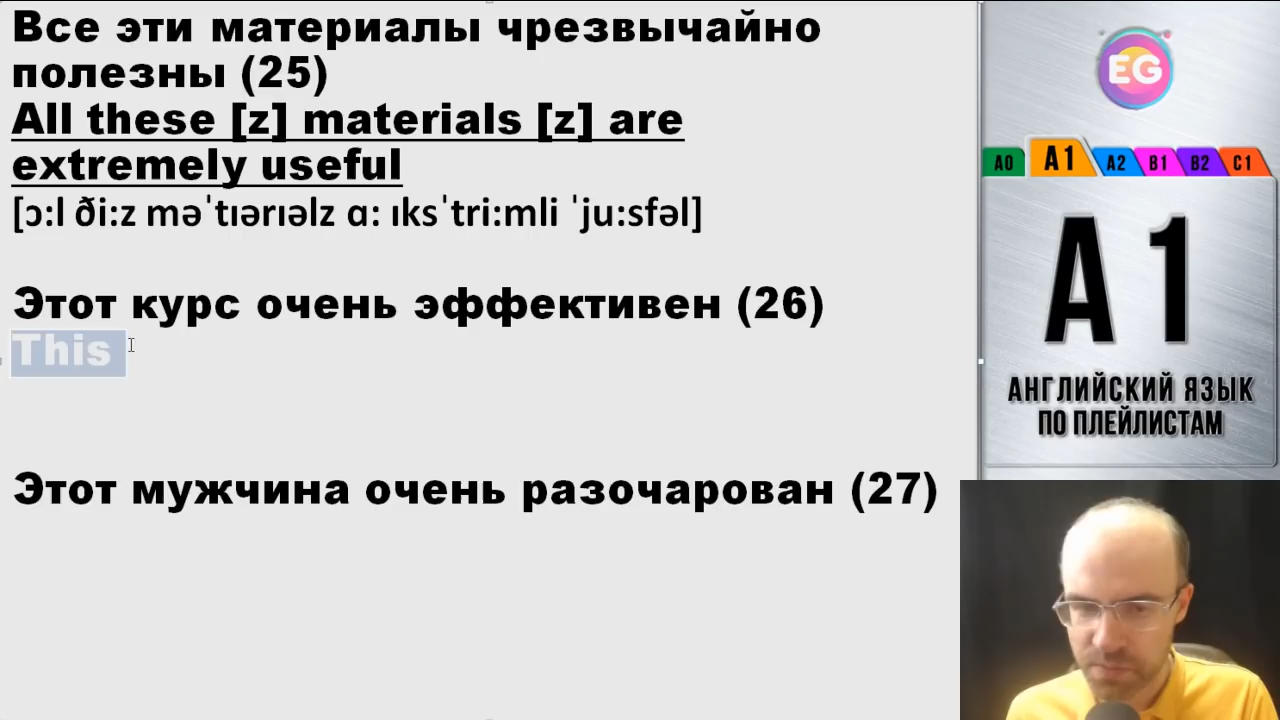 Все эти материалы чрезвычайно
полезны (25)
All these [z] materials [z] are
extremely useful
[ɔ:l ði:z məˈtɪərɪəlz ɑ: ɪksˈtri:mli ˈju:sfəl]
Этот курс очень эффективен (26)
This
Этот мужчина очень разочарован (27)
EG
A0 A1 A2 B1 B2 C1
A 1
АНГЛИЙСКИЙ ЯЗЫК
ПО ПЛЕЙЛИСТАМ